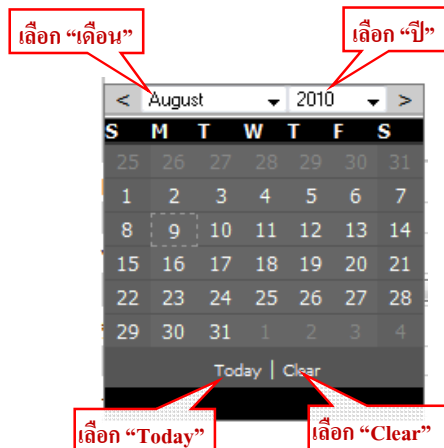 เลือก “เดือน”
เลือก “ปี”
< August 2010 >
S M T W T F S
25 26 27 28 29 30 31
1 2 3 4 5 6 7
8 9 10 11 12 13 14
15 16 17 18 19 20 21
22 23 24 25 26 27 28
29 30 31 1 2 3 4
Today | Clear
เลือก “Today”
เลือก “Clear”